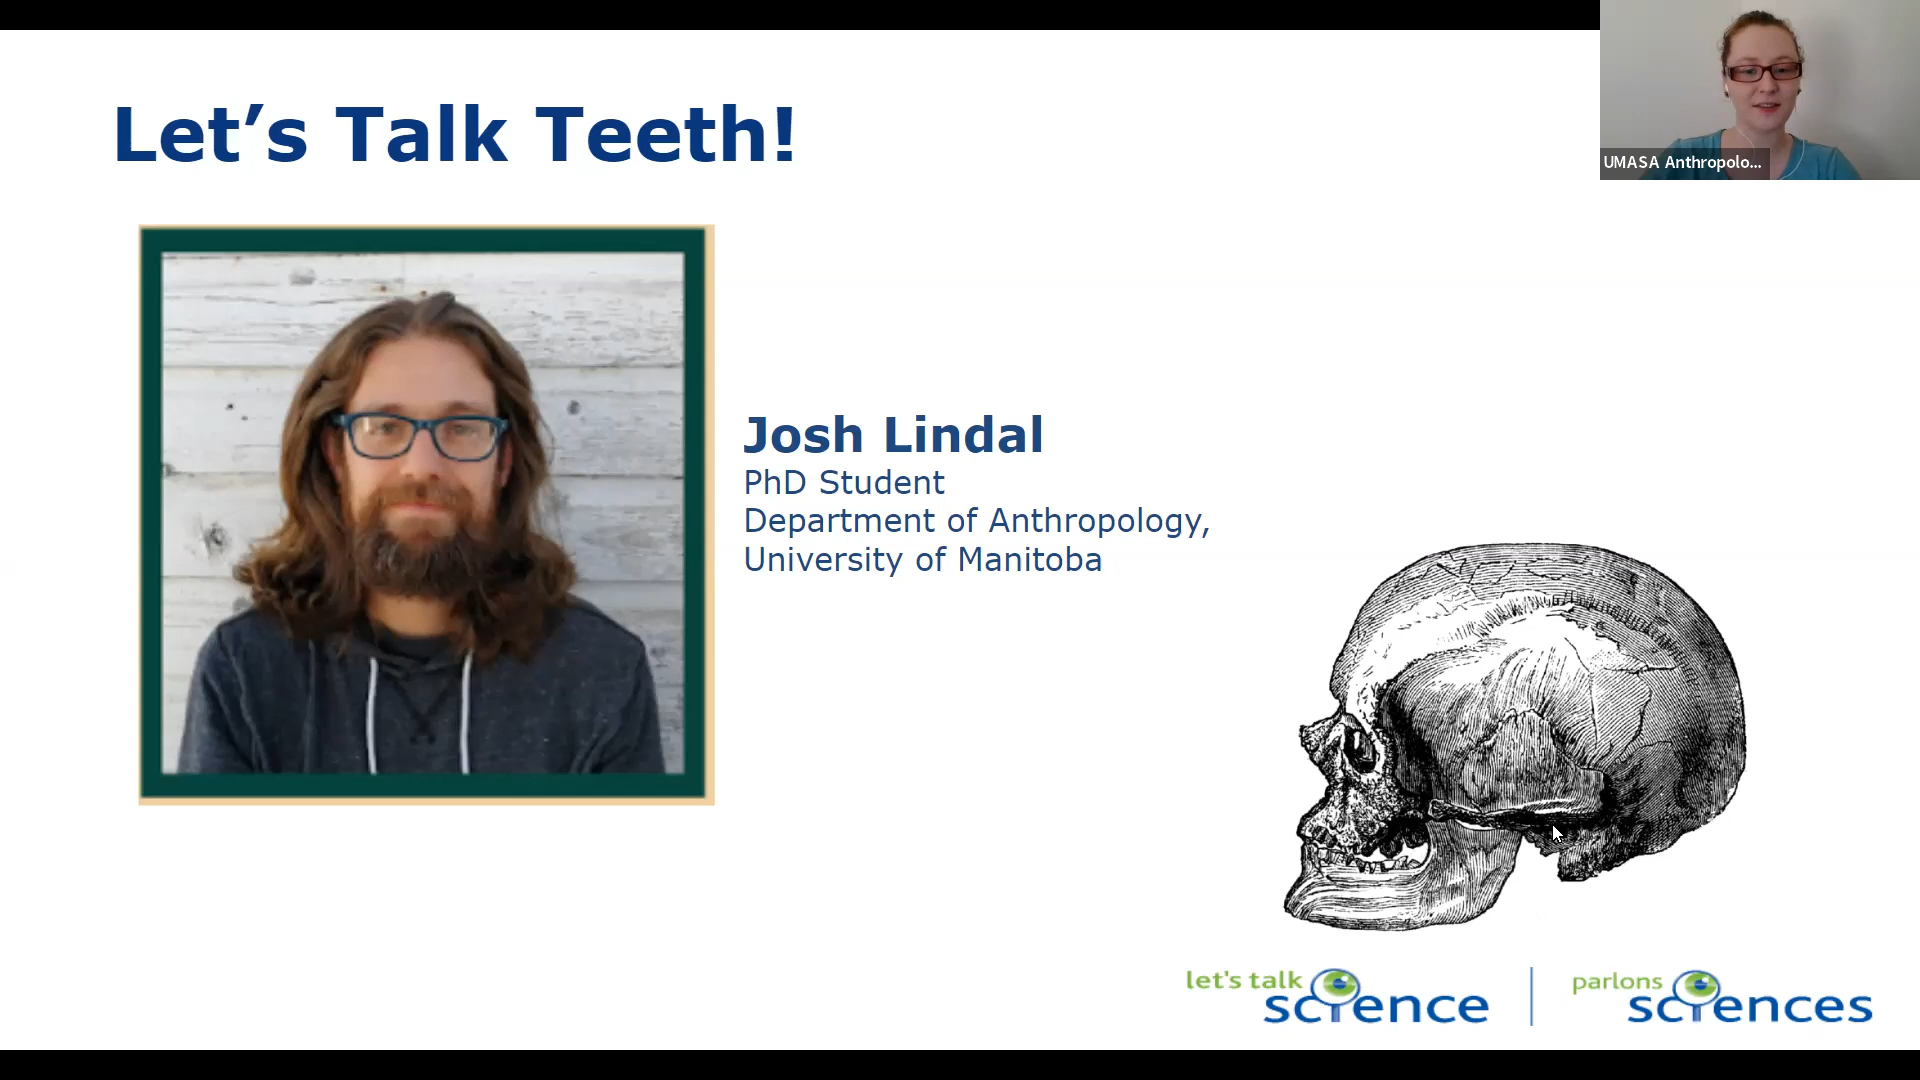 Let’s Talk Teeth!
UMASA Anthropolo...
Josh Lindal
PhD Student
Department of Anthropology,
University of Manitoba
let's talk
science
parlons
sciences